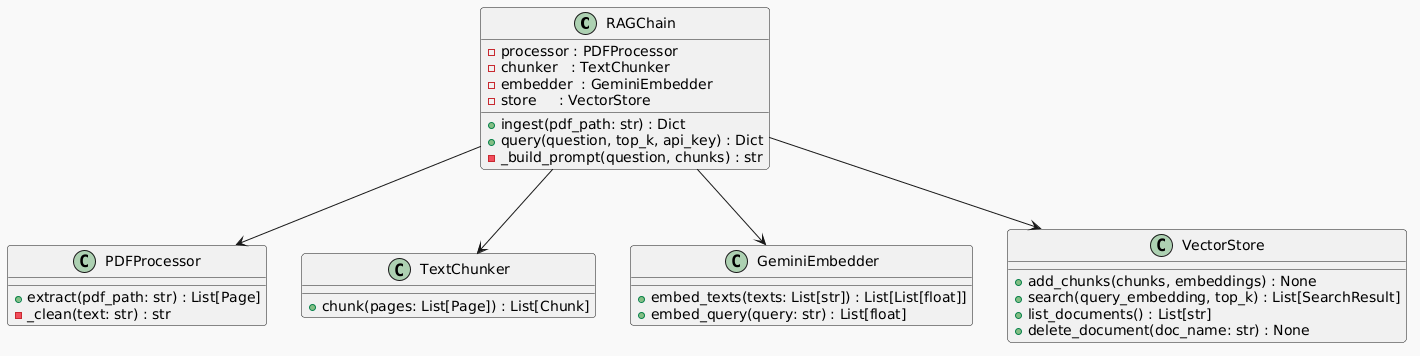 C RAGChain
processor : PDFProcessor
chunker   : TextChunker
embedder  : GeminiEmbedder
store     : VectorStore
ingest(pdf_path: str) : Dict
query(question, top_k, api_key) : Dict
_build_prompt(question, chunks) : str
C PDFProcessor
extract(pdf_path: str) : List[Page]
_clean(text: str) : str
C TextChunker
chunk(pages: List[Page]) : List[Chunk]
C GeminiEmbedder
embed_texts(texts: List[str]) : List[List[float]]
embed_query(query: str) : List[float]
C VectorStore
add_chunks(chunks, embeddings) : None
search(query_embedding, top_k) : List[SearchResult]
list_documents() : List[str]
delete_document(doc_name: str) : None